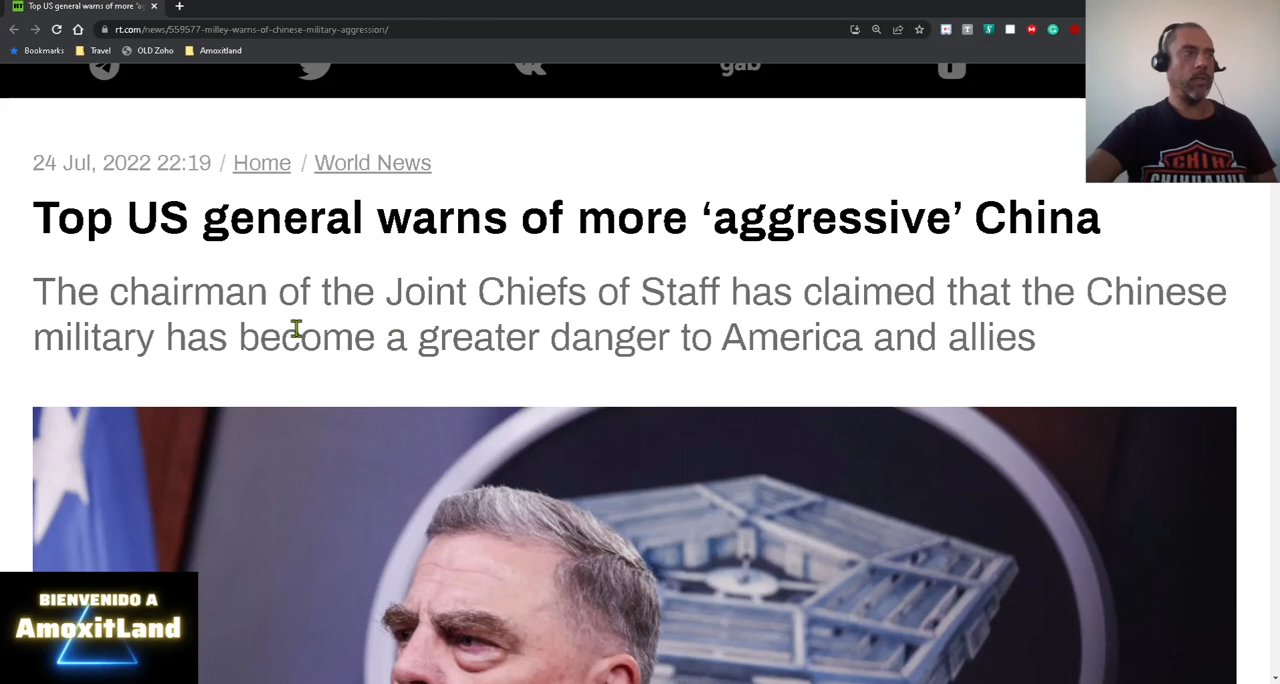 Top US general warns of more 'a
rt.com/news/559577-milley-warns-of-chinese-military-aggression/
Bookmarks Travel OLD Zoho Amoxitland
gab
24 Jul, 2022 22:19 / Home / World News
Top US general warns of more ‘aggressive’ China
The chairman of the Joint Chiefs of Staff has claimed that the Chinese
military has become a greater danger to America and allies
CHIH
CHIHUAHUA
BIENVENIDO A
AmoxitLand